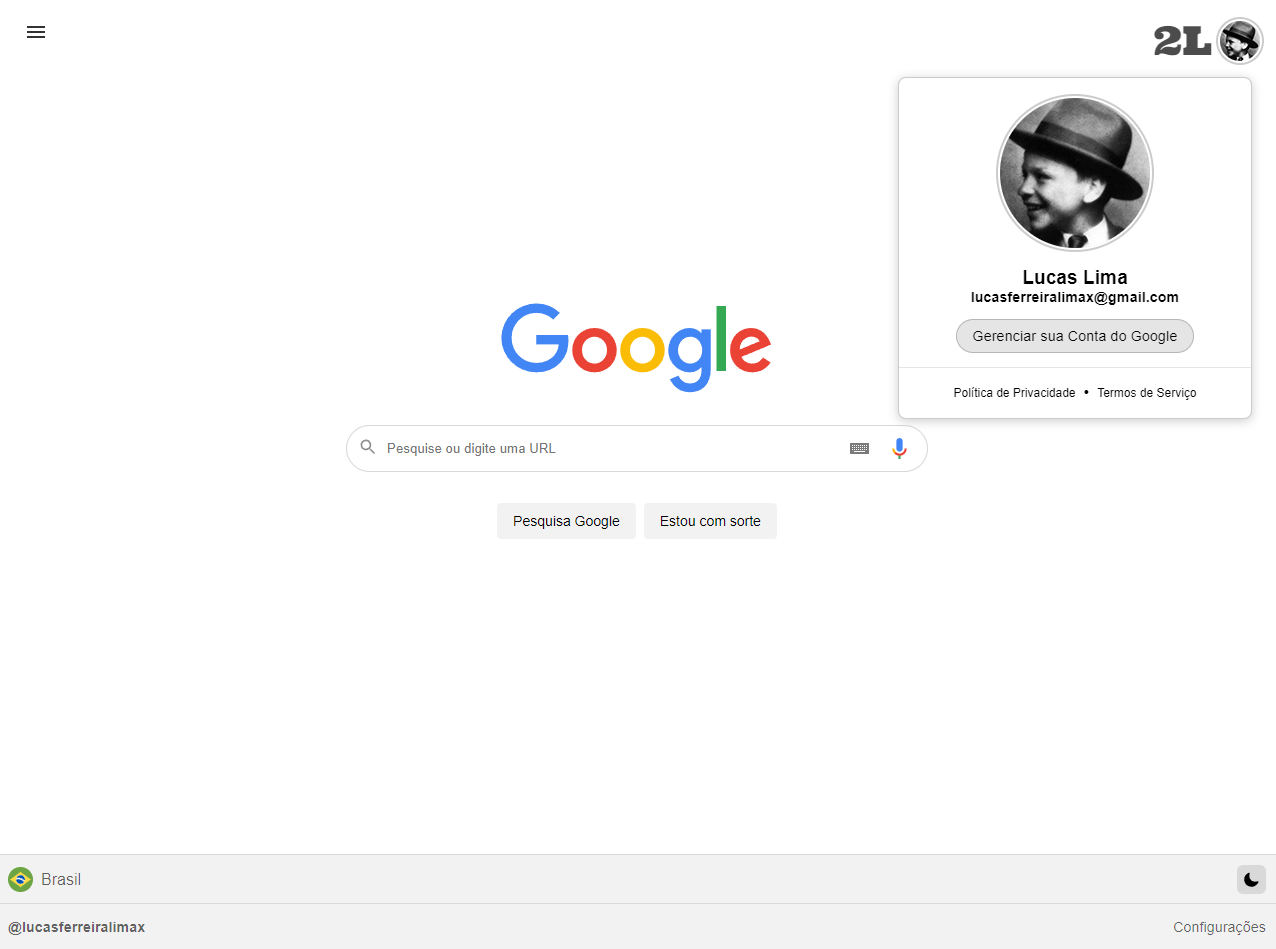 2L
Lucas Lima
lucasferreiralimax@gmail.com
Gerenciar sua Conta do Google
Política de Privacidade • Termos de Serviço
Google
Pesquise ou digite uma URL
Pesquisa Google Estou com sorte
Brasil
@lucasferreiralimax Configurações